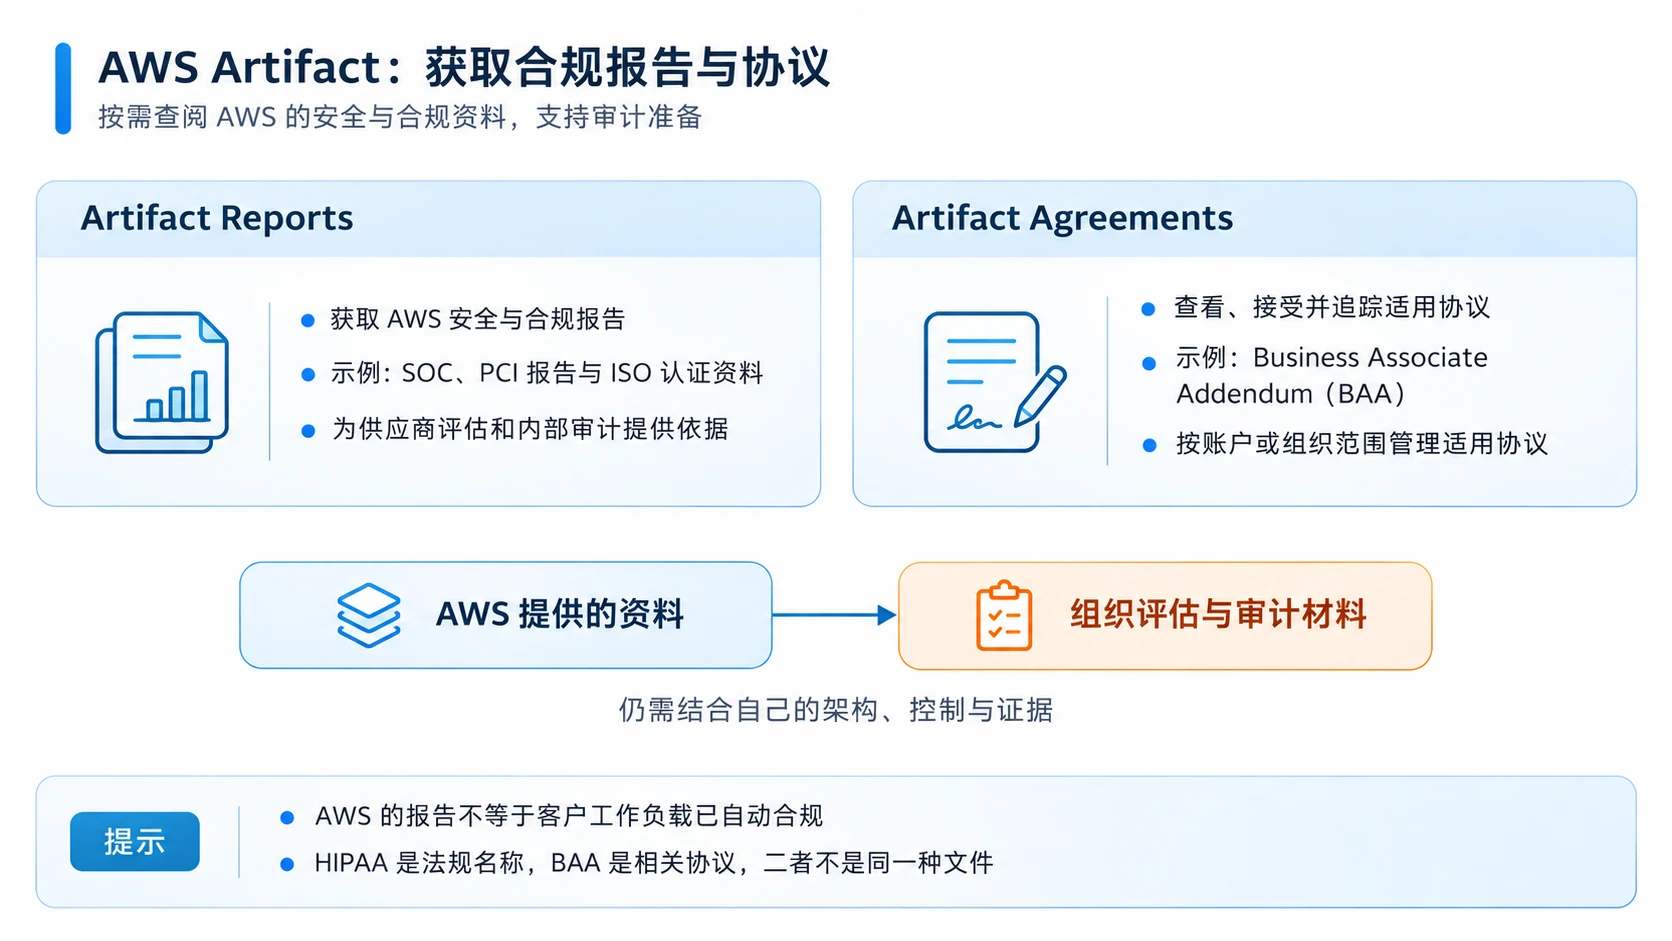 AWS Artifact：获取合规报告与协议
按需查阅 AWS 的安全与合规资料，支持审计准备
Artifact Reports
获取 AWS 安全与合规报告
示例：SOC、PCI 报告与 ISO 认证资料
为供应商评估和内部审计提供依据
Artifact Agreements
查看、接受并追踪适用协议
示例：Business Associate
Addendum（BAA）
按账户或组织范围管理适用协议
AWS 提供的资料
组织评估与审计材料
仍需结合自己的架构、控制与证据
提示
AWS 的报告不等于客户工作负载已自动合规
HIPAA 是法规名称，BAA 是相关协议，二者不是同一种文件